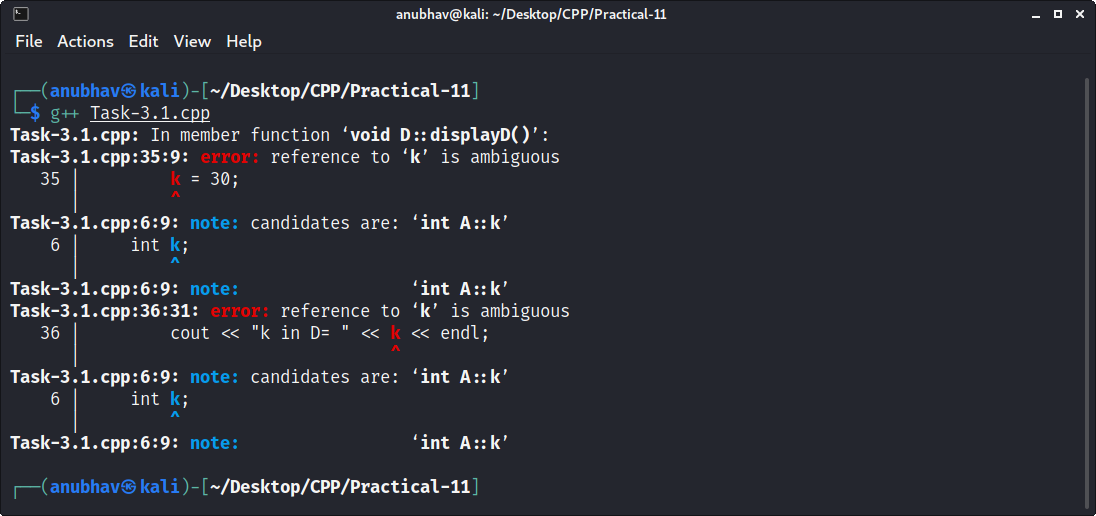 anubhav@kali: ~/Desktop/CPP/Practical-11
File Actions Edit View Help
┌──(anubhav㉿kali)-[~/Desktop/CPP/Practical-11]
└─$ g++ Task-3.1.cpp
Task-3.1.cpp: In member function ‘void D::displayD()’:
Task-3.1.cpp:35:9: error: reference to ‘k’ is ambiguous
   35 |         k = 30;
      |         ^
Task-3.1.cpp:6:9: note: candidates are: ‘int A::k’
    6 |     int k;
      |         ^
Task-3.1.cpp:6:9: note:                 ‘int A::k’
Task-3.1.cpp:36:31: error: reference to ‘k’ is ambiguous
   36 |         cout << "k in D= " << k << endl;
      |                               ^
Task-3.1.cpp:6:9: note: candidates are: ‘int A::k’
    6 |     int k;
      |         ^
Task-3.1.cpp:6:9: note:                 ‘int A::k’
┌──(anubhav㉿kali)-[~/Desktop/CPP/Practical-11]